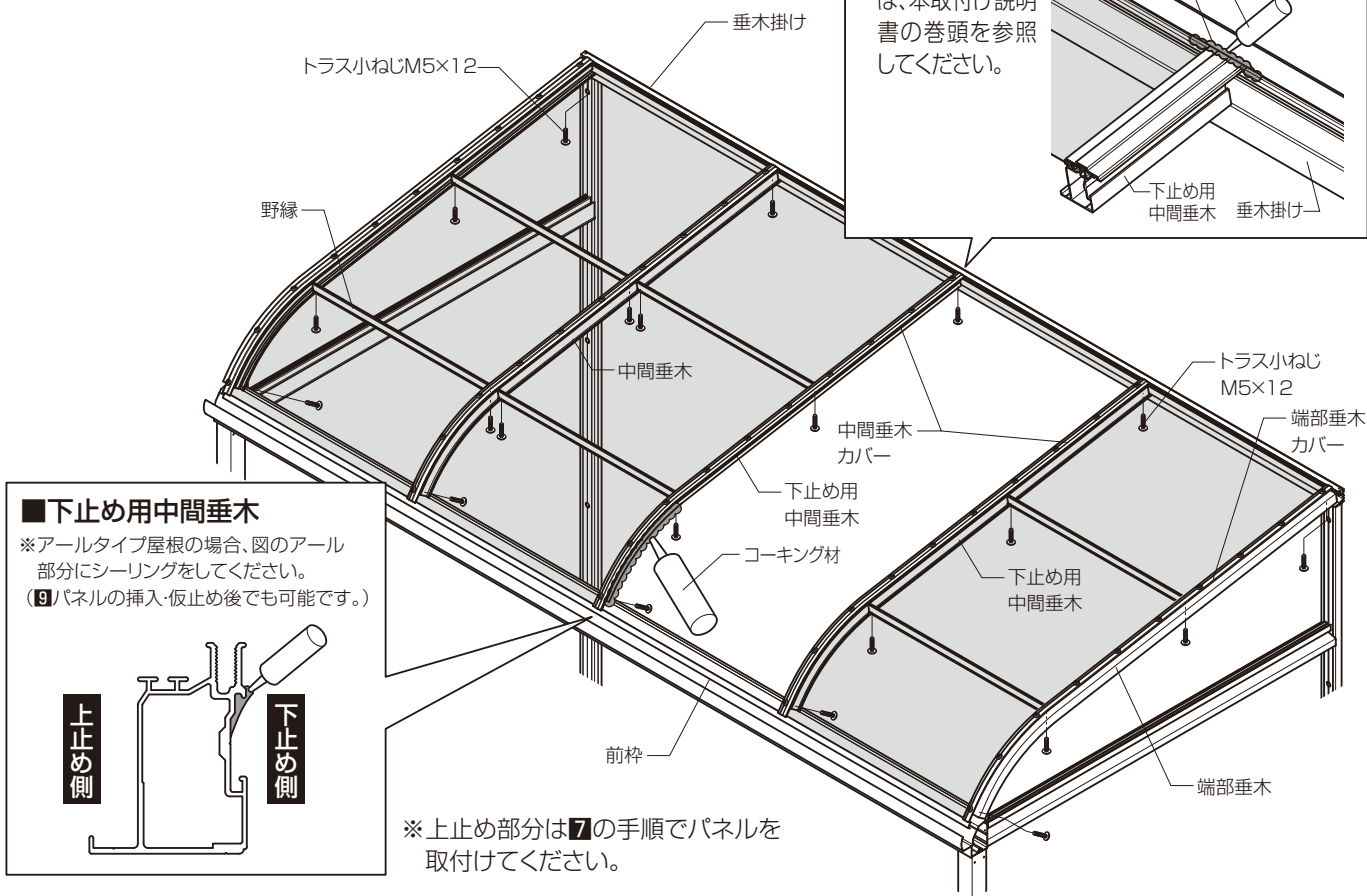 は、本取付け説明
書の巻頭を参照
してください。
下止め用
中間垂木
垂木掛け
垂木掛け
トラス小ねじM5×12
野縁
中間垂木
中間垂木
カバー
下止め用
中間垂木
コーキング材
トラス小ねじ
M5×12
端部垂木
カバー
下止め用
中間垂木
前枠
端部垂木
■下止め用中間垂木
※アールタイプ屋根の場合、図のアール
部分にシーリングをしてください。
(9パネルの挿入・仮止め後でも可能です。)
上止め側
下止め側
※上止め部分は7の手順でパネルを
取付けてください。